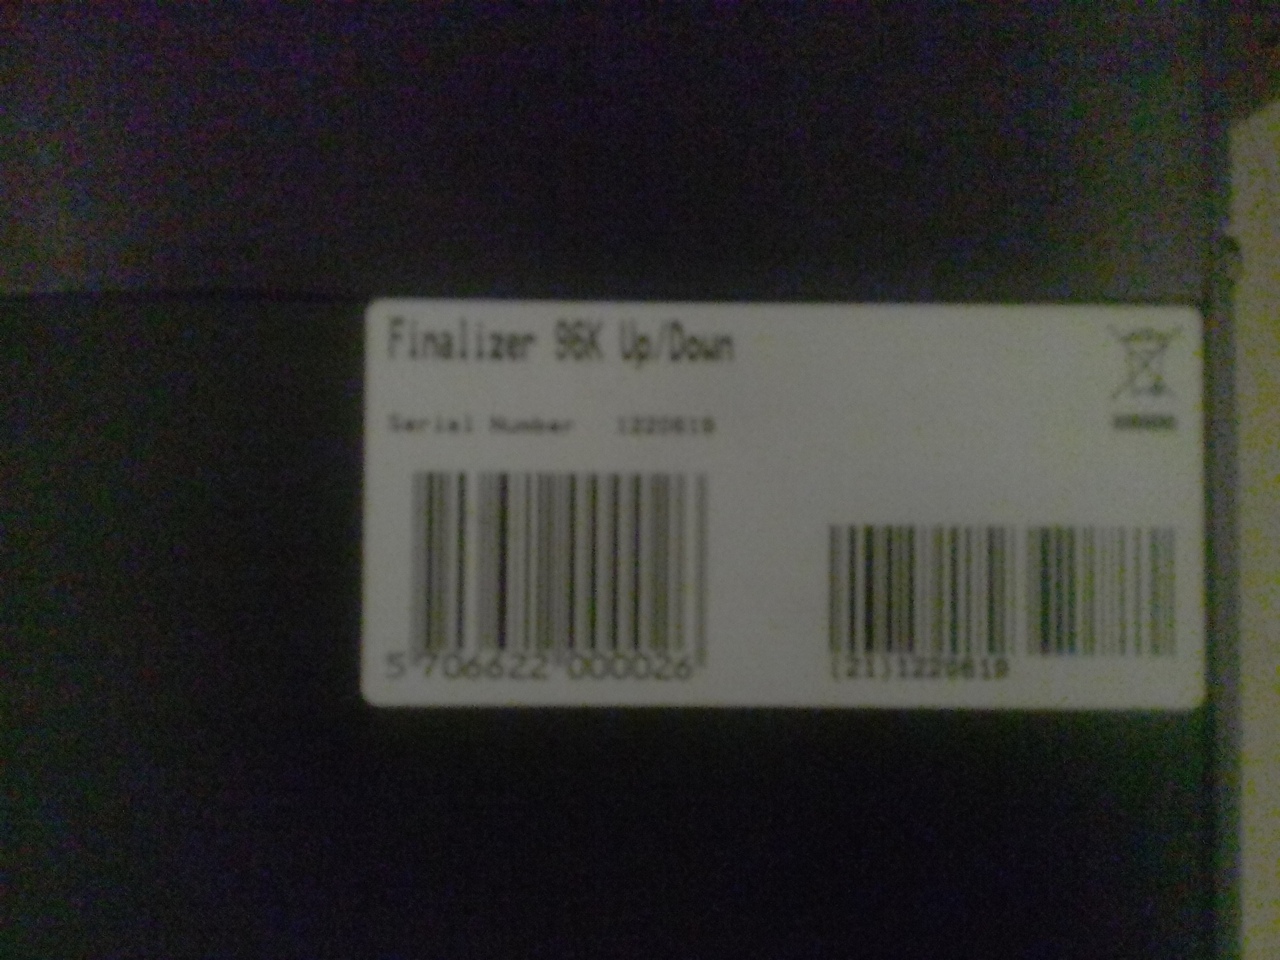 Finalizer 96K Up/Down
Serial Number 1220619
5 706622 000026
(21)1220619